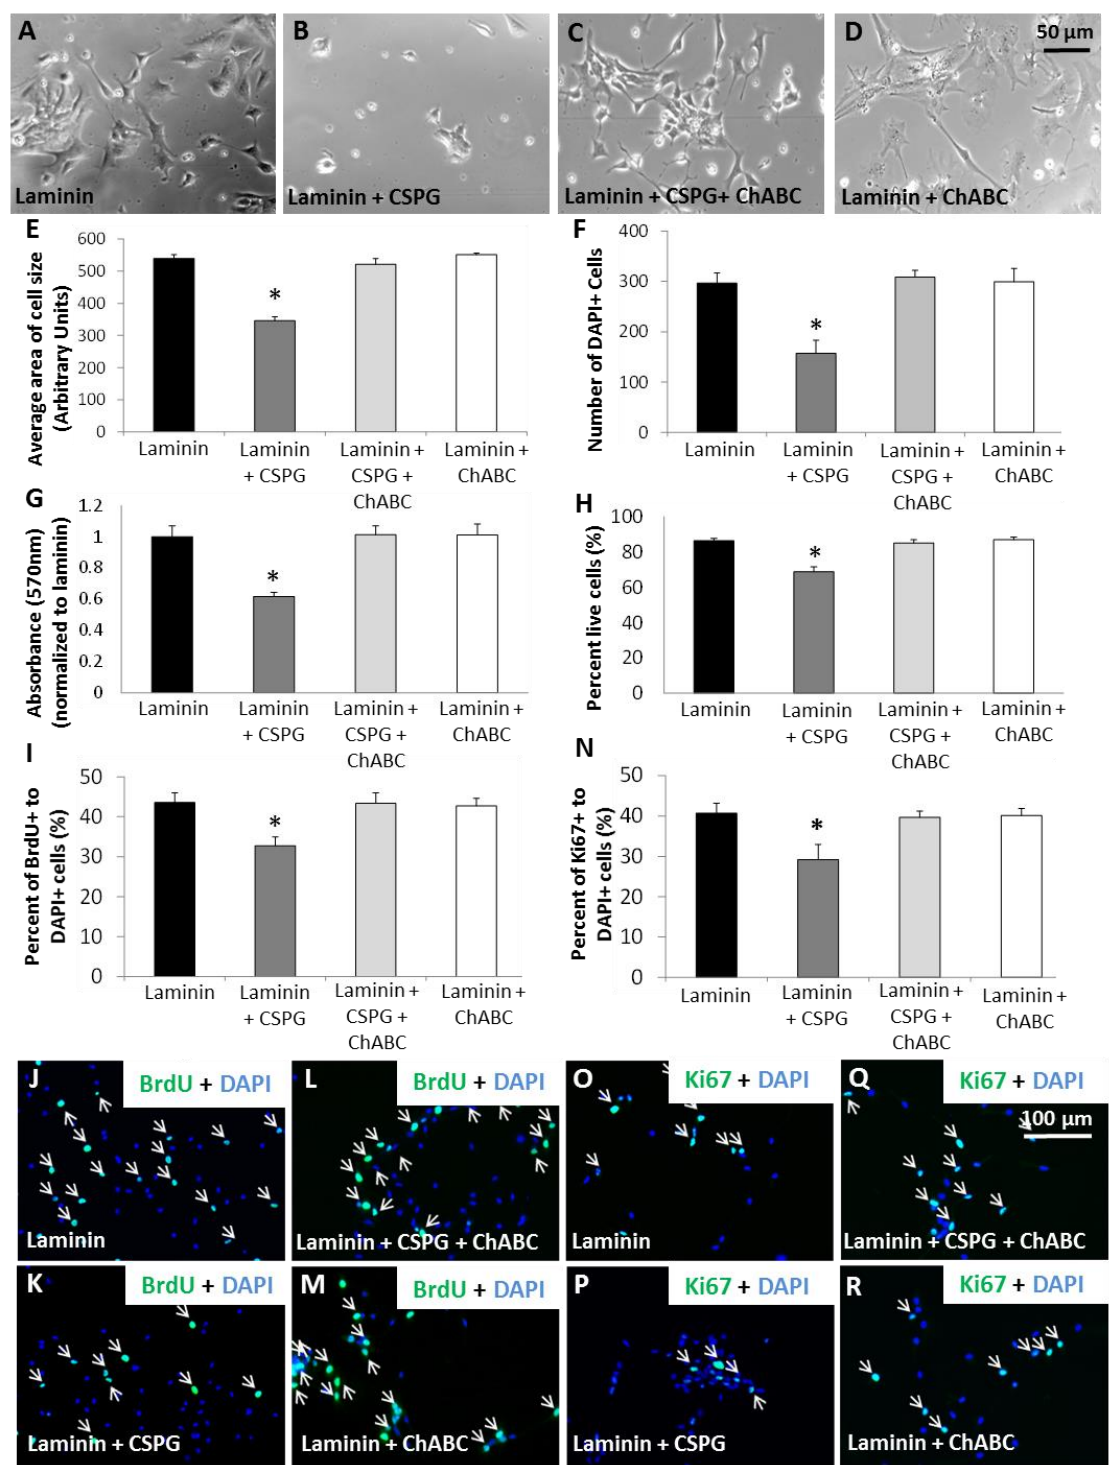 A
B
C
D
50 µm
Laminin
Laminin + CSPG
Laminin + CSPG+ ChABC
Laminin + ChABC
E
Average area of cell size
(Arbitrary Units)
600
500
400
300
200
100
0
*
Laminin
Laminin
+ CSPG
Laminin +
CSPG +
ChABC
Laminin +
ChABC
F
Number of DAPI+ Cells
400
300
200
100
0
*
Laminin
Laminin
+ CSPG
Laminin +
CSPG +
ChABC
Laminin +
ChABC
G
Absorbance (570nm)
(normalized to laminin)
1.2
1
0.8
0.6
0.4
0.2
0
*
Laminin
Laminin
+ CSPG
Laminin +
CSPG +
ChABC
Laminin +
ChABC
H
Percent live cells (%)
100
80
60
40
20
0
*
Laminin
Laminin
+ CSPG
Laminin +
CSPG +
ChABC
Laminin +
ChABC
I
Percent of BrdU+ to
DAPI+ cells (%)
50
40
30
20
10
0
*
Laminin
Laminin
+ CSPG
Laminin +
CSPG +
ChABC
Laminin +
ChABC
N
Percent of Ki67+ to
DAPI+ cells (%)
50
40
30
20
10
0
*
Laminin
Laminin
+ CSPG
Laminin +
CSPG +
ChABC
Laminin +
ChABC
J
BrdU + DAPI
Laminin
L
BrdU + DAPI
Laminin + CSPG + ChABC
O
Ki67 + DAPI
Laminin
Q
Ki67 + DAPI
100 µm
Laminin + CSPG + ChABC
K
BrdU + DAPI
Laminin + CSPG
M
BrdU + DAPI
Laminin + ChABC
P
Ki67 + DAPI
Laminin + CSPG
R
Ki67 + DAPI
Laminin + ChABC